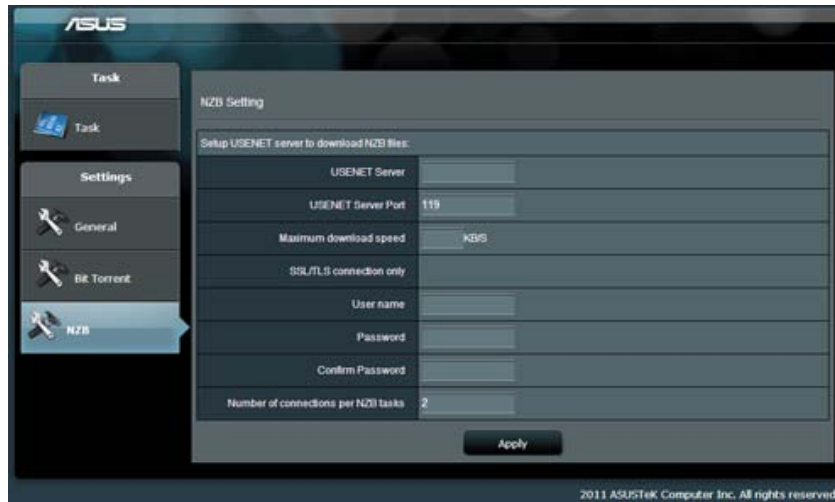 ASUS
Task
Task
Settings
General
Bit Torrent
NZB
NZB Setting
Setup USENET server to download NZB files:
USENET Server
USENET Server Port 119
Maximum download speed KB/S
SSL/TLS connection only
User name
Password
Confirm Password
Number of connections per NZB tasks 2
Apply
2011 ASUSTeK Computer Inc. All rights reserved